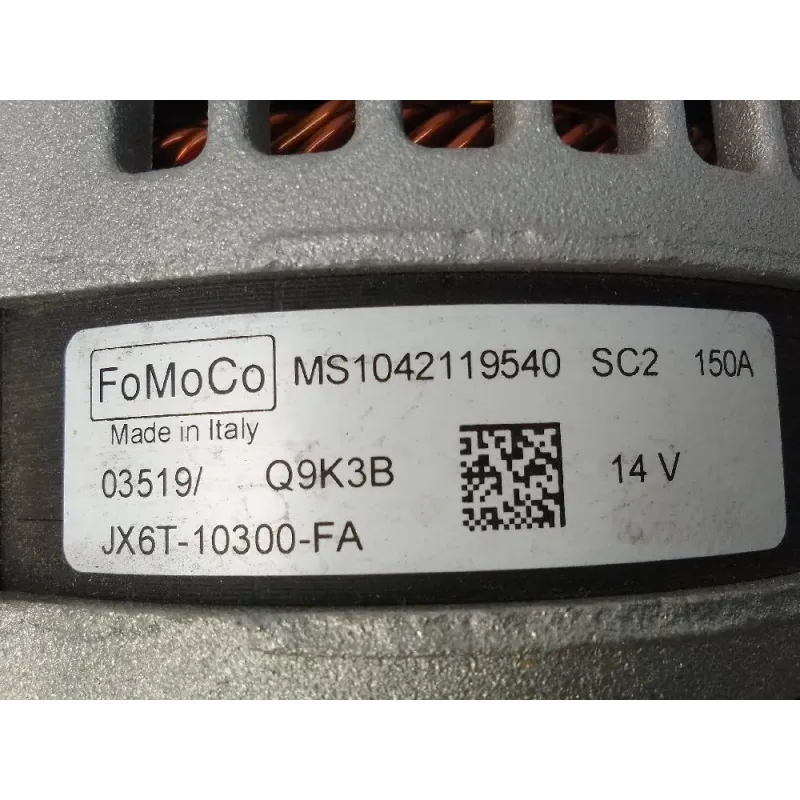 FoMoCo MS1042119540 SC2 150A
Made in Italy
03519/ Q9K3B 14 V
JX6T-10300-FA